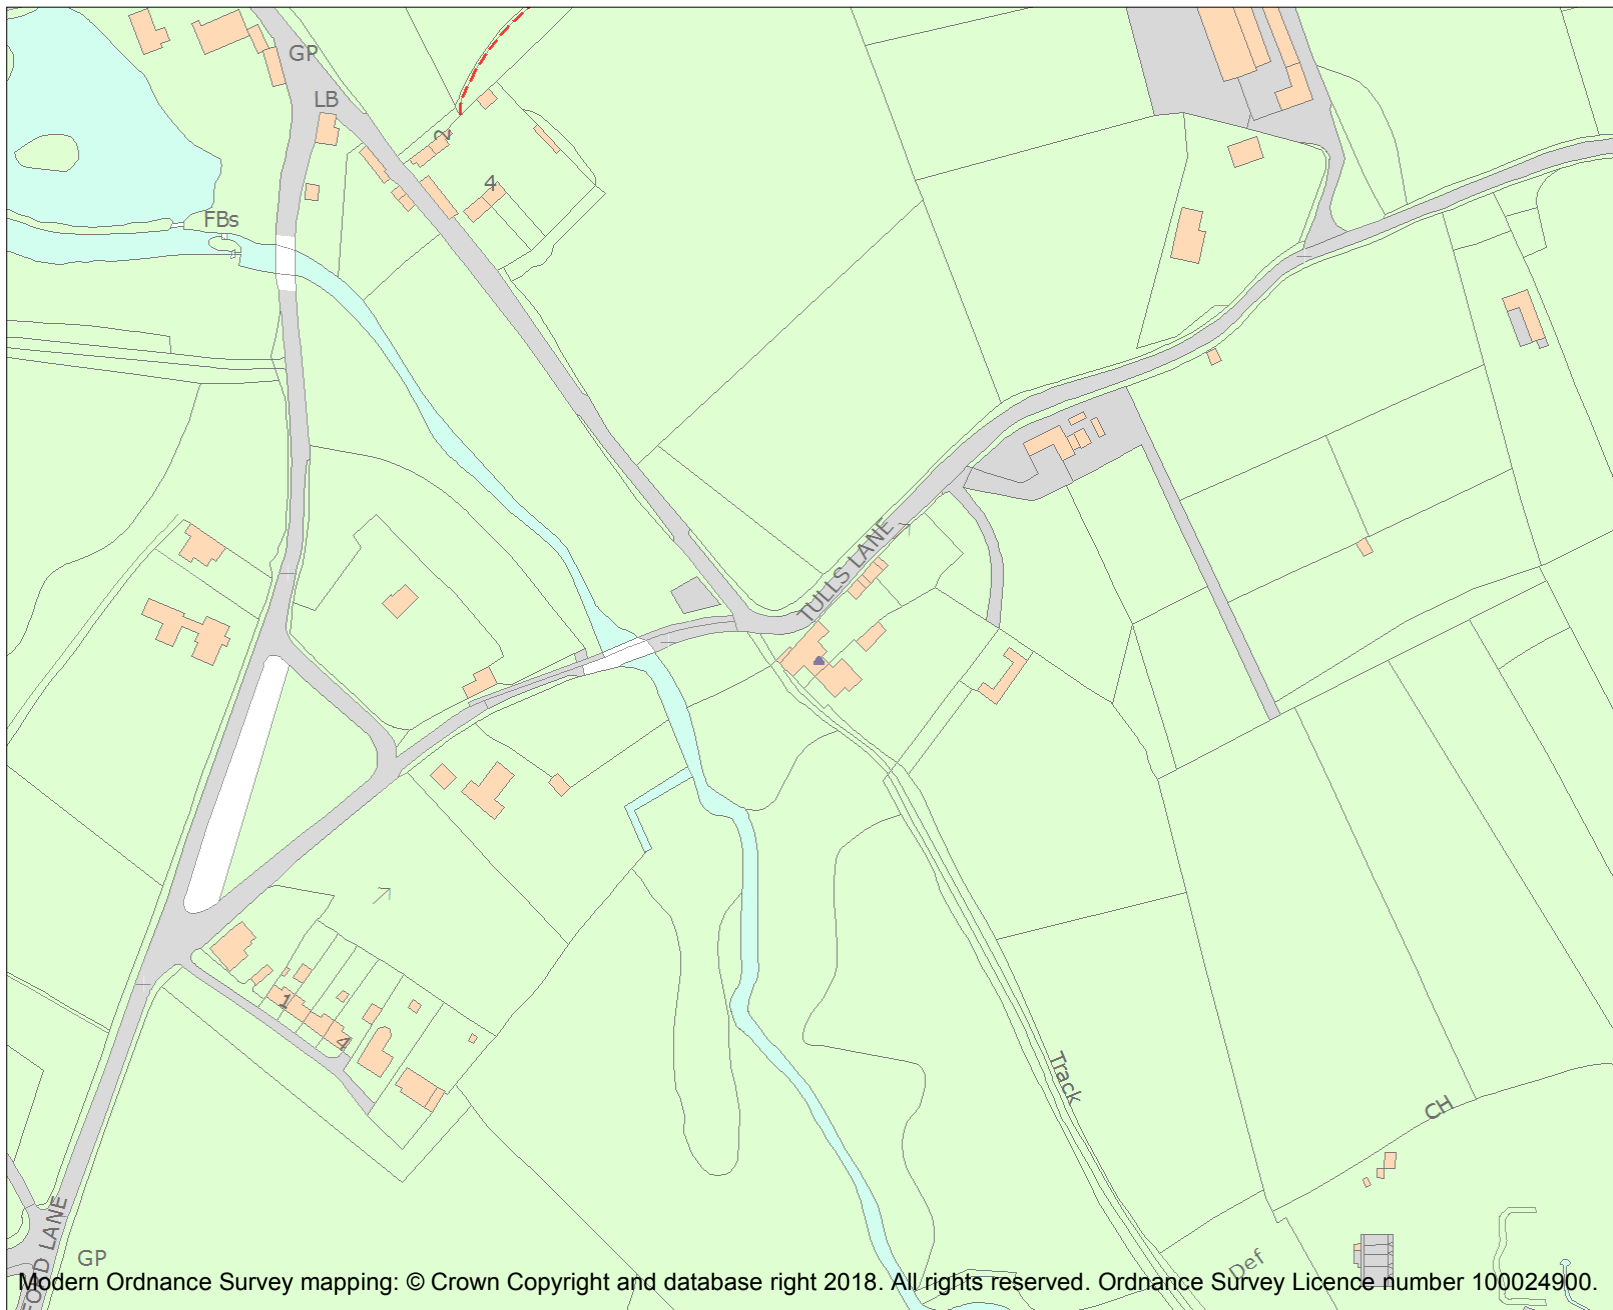 GP
LB
2
4
FBs
TULLS LANE
1
4
Track
CH
LANE
GP
Def
Modern Ordnance Survey mapping: © Crown Copyright and database right 2018. All rights reserved. Ordnance Survey Licence number 100024900.